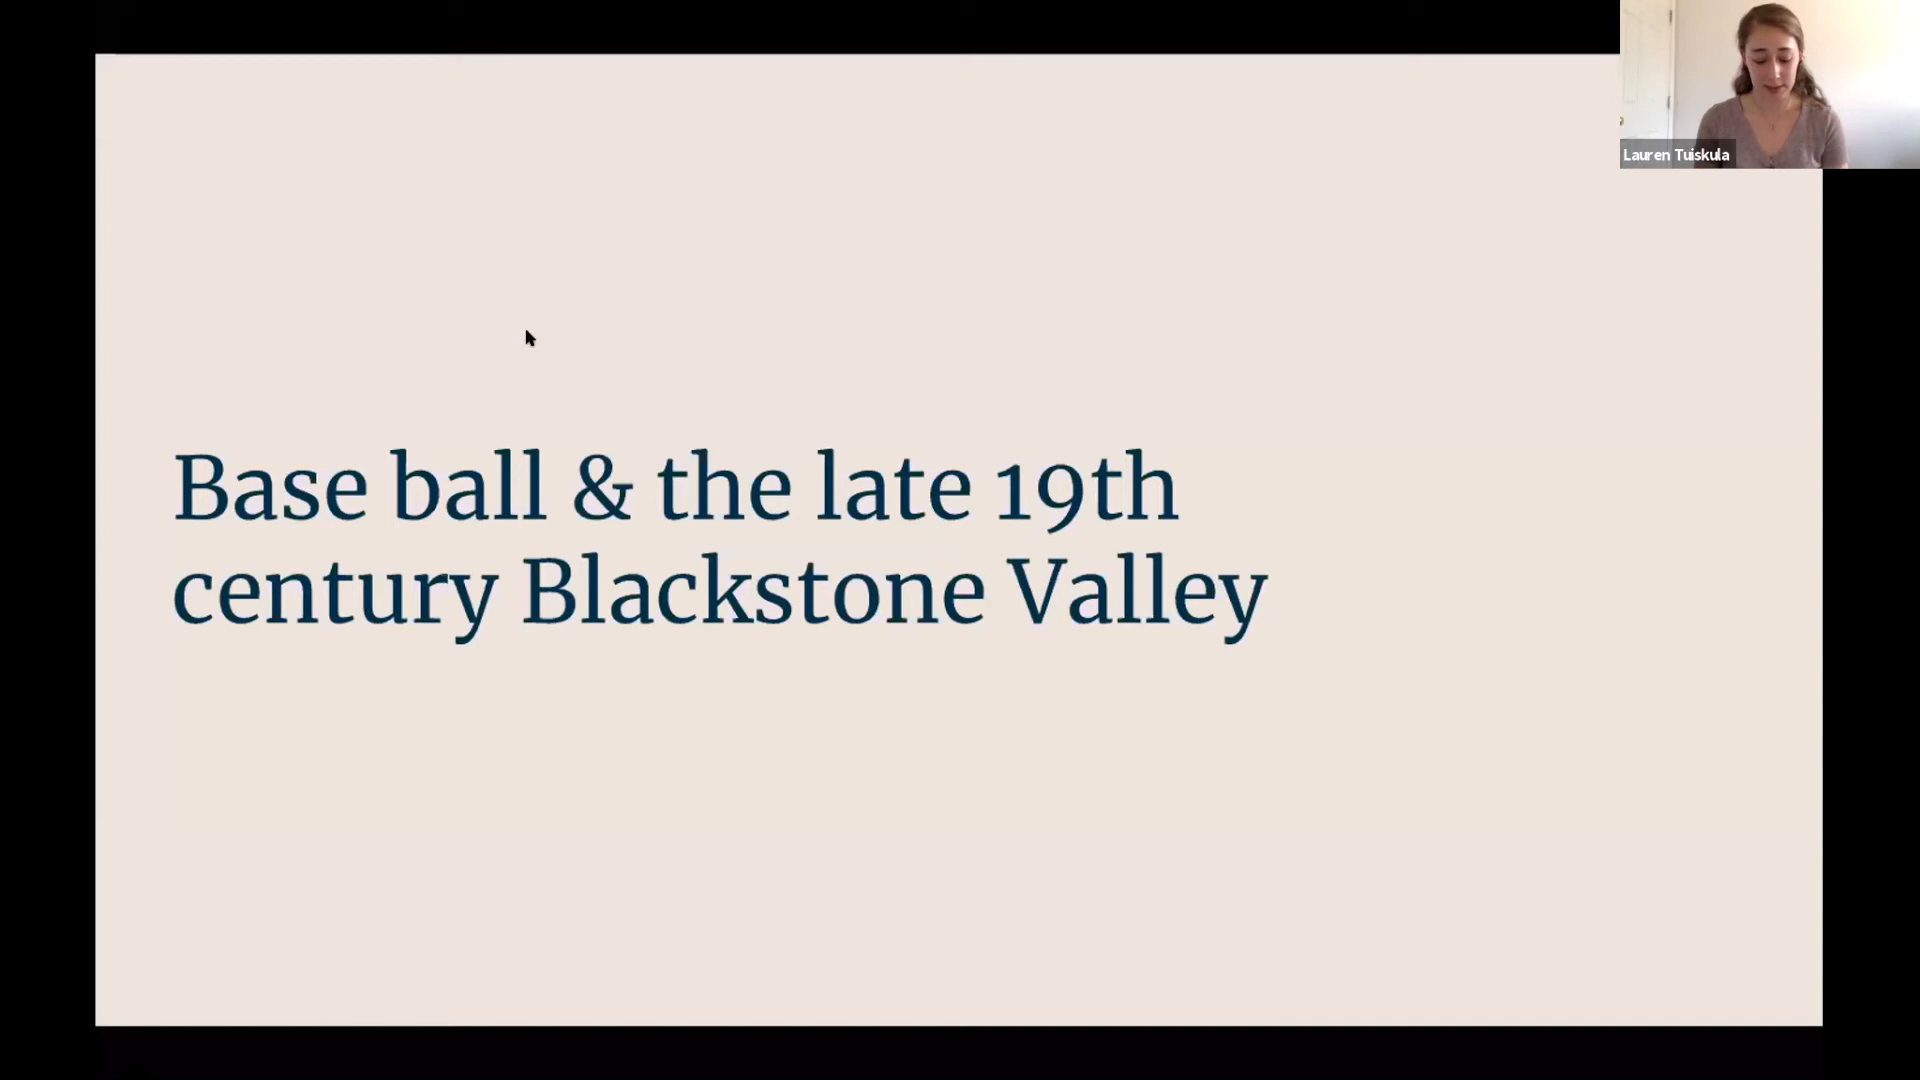 Lauren Tuiskula
Base ball & the late 19th
century Blackstone Valley